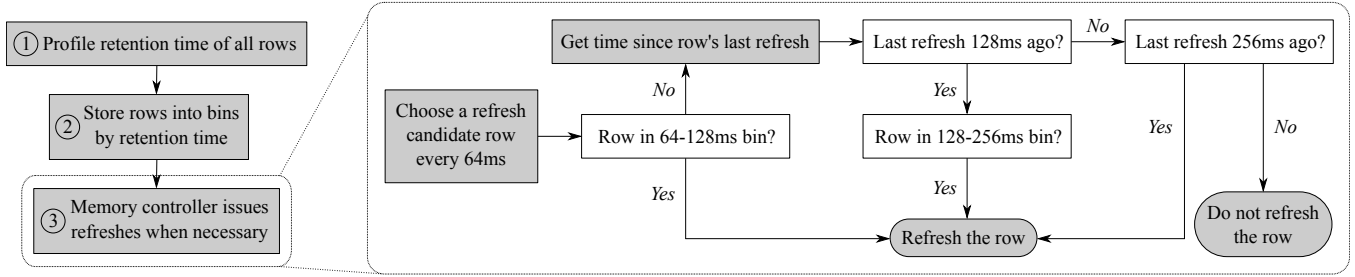 ① Profile retention time of all rows
② Store rows into bins
by retention time
③ Memory controller issues
refreshes when necessary
Choose a refresh
candidate row
every 64ms
Row in 64-128ms bin?
No
Yes
Get time since row's last refresh
Last refresh 128ms ago?
No
Yes
Row in 128-256ms bin?
Yes
Refresh the row
Last refresh 256ms ago?
Yes
No
Do not refresh
the row